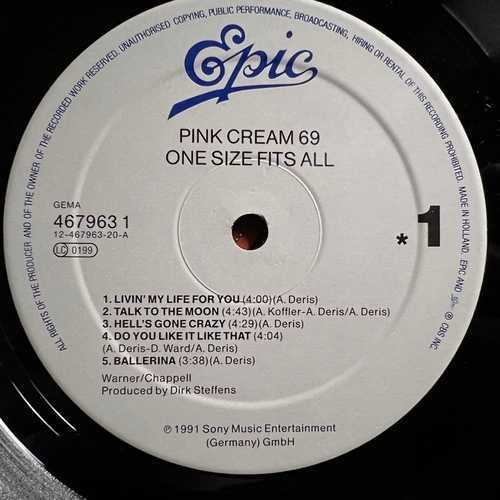 ALL RIGHTS OF THE PRODUCER AND OF THE OWNER OF THE RECORDED WORK RESERVED. UNAUTHORISED COPYING, PUBLIC PERFORMANCE, BROADCASTING, HIRING OR RENTAL OF THIS RECORDING PROHIBITED. MADE IN HOLLAND. EPIC AND ℗ CBS INC.
Epic
PINK CREAM 69
ONE SIZE FITS ALL
GEMA
467963 1
12-467963-20-A
LC 0199
*1
1. LIVIN' MY LIFE FOR YOU (4:00)(A. Deris)
2. TALK TO THE MOON (4:43)(A. Koffler-A. Deris/A. Deris)
3. HELL'S GONE CRAZY (4:29)(A. Deris)
4. DO YOU LIKE IT LIKE THAT (4:04)
(A. Deris-D. Ward/A. Deris)
5. BALLERINA (3:38)(A. Deris)
Warner/Chappell
Produced by Dirk Steffens
℗ 1991 Sony Music Entertainment
(Germany) GmbH